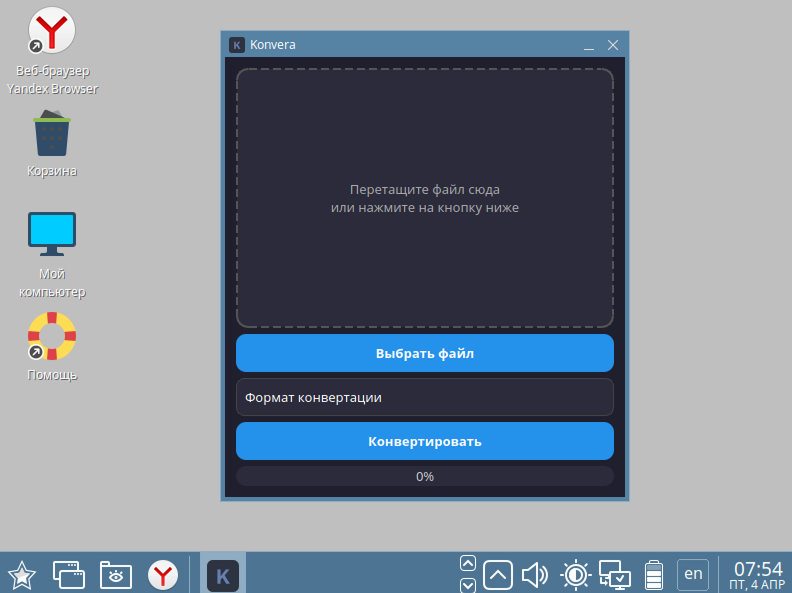 Веб-браузер
Yandex Browser
Корзина
Мой
компьютер
Помощь
K Konvera
Перетащите файл сюда
или нажмите на кнопку ниже
Выбрать файл
Формат конвертации
Конвертировать
0%
K
en
07:54
ПТ, 4 АПР